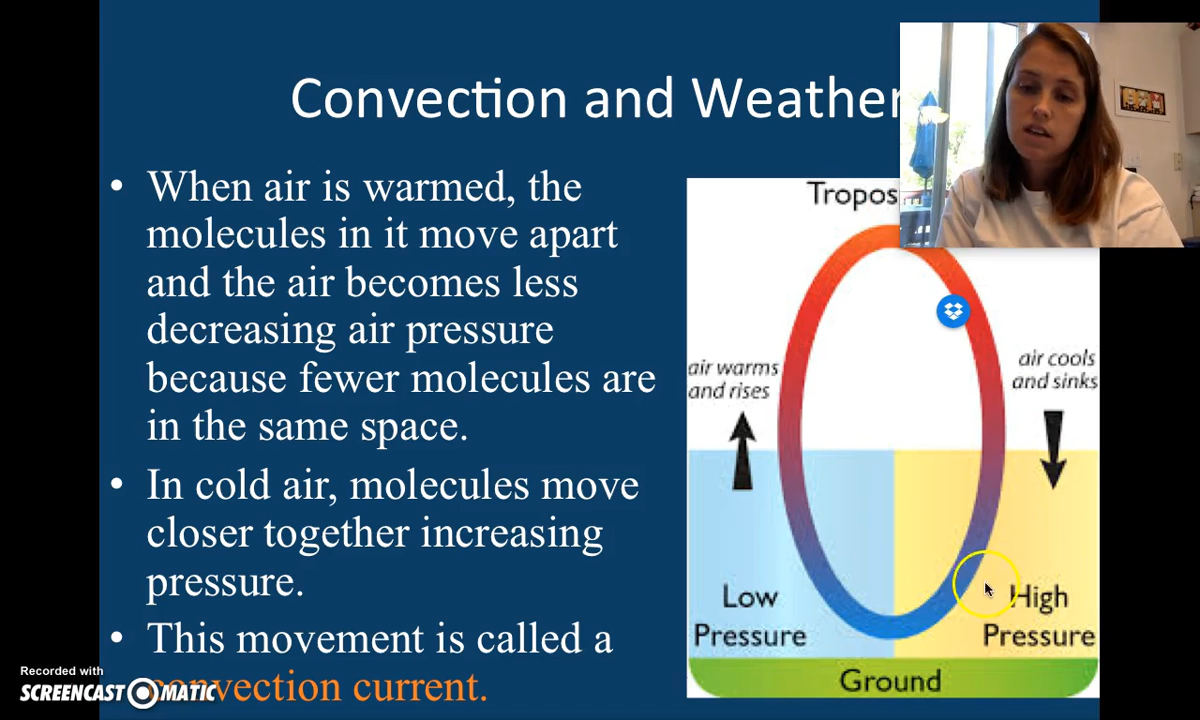 Convection and Weather
• When air is warmed, the
molecules in it move apart
and the air becomes less
decreasing air pressure
because fewer molecules are
in the same space.
• In cold air, molecules move
closer together increasing
pressure.
• This movement is called a
convection current.
Tropos
air warms
and rises
air cools
and sinks
Low
Pressure
High
Pressure
Ground
Recorded with
SCREENCAST-O-MATIC